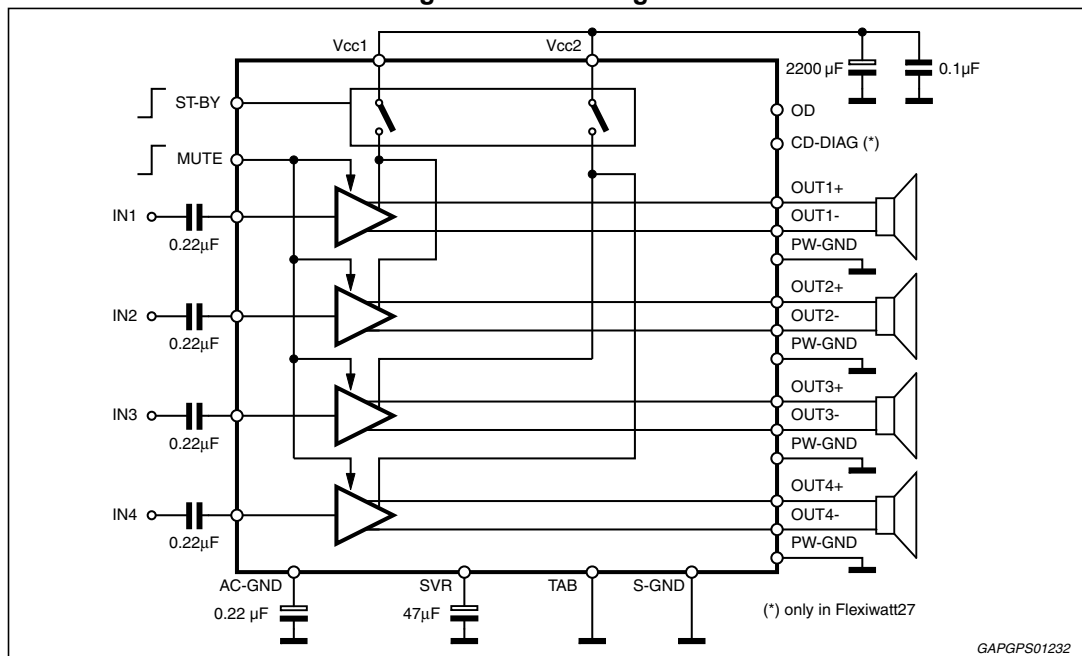 Vcc1
Vcc2
2200 µF
0.1µF
ST-BY
OD
MUTE
CD-DIAG (*)
OUT1+
IN1
OUT1-
0.22µF
PW-GND
OUT2+
IN2
OUT2-
0.22µF
PW-GND
OUT3+
IN3
OUT3-
0.22µF
PW-GND
OUT4+
IN4
OUT4-
0.22µF
PW-GND
AC-GND
SVR
TAB
S-GND
0.22 µF
47µF
(*) only in Flexiwatt27
GAPGPS01232